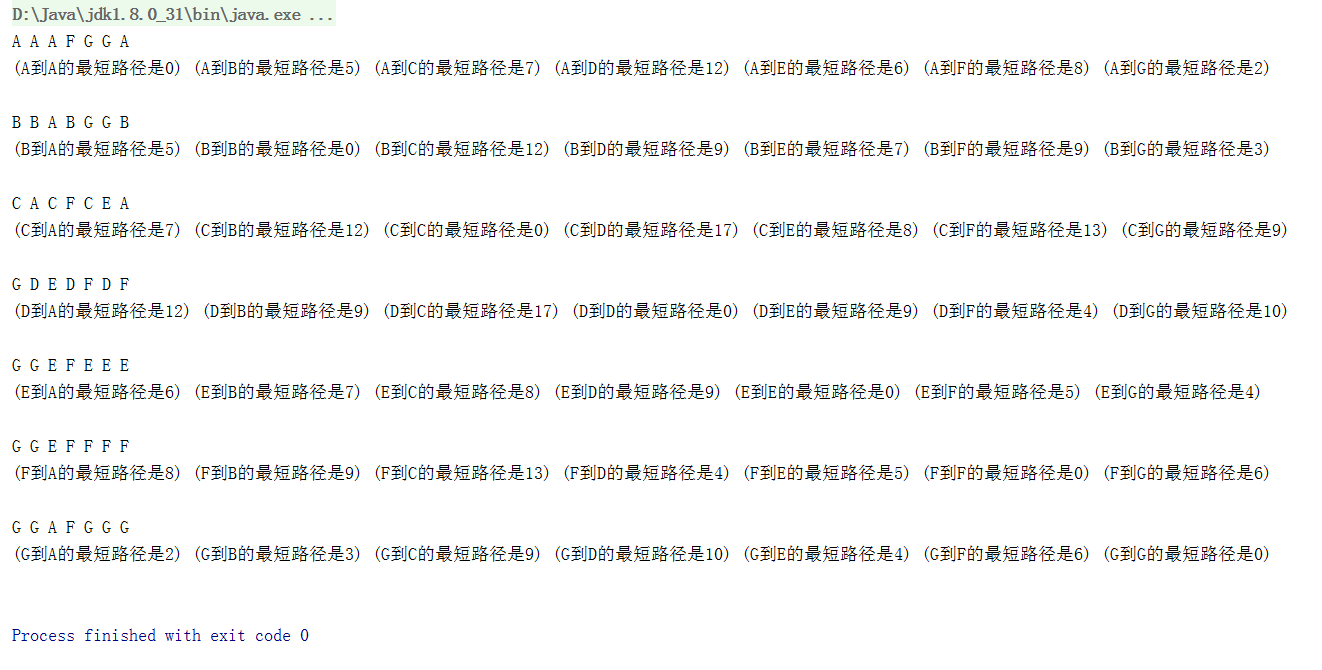 D:\Java\jdk1.8.0_31\bin\java.exe ...
A A A F G G A
(A到A的最短路径是0) (A到B的最短路径是5) (A到C的最短路径是7) (A到D的最短路径是12) (A到E的最短路径是6) (A到F的最短路径是8) (A到G的最短路径是2)
B B A B G G B
(B到A的最短路径是5) (B到B的最短路径是0) (B到C的最短路径是12) (B到D的最短路径是9) (B到E的最短路径是7) (B到F的最短路径是9) (B到G的最短路径是3)
C A C F C E A
(C到A的最短路径是7) (C到B的最短路径是12) (C到C的最短路径是0) (C到D的最短路径是17) (C到E的最短路径是8) (C到F的最短路径是13) (C到G的最短路径是9)
G D E D F D F
(D到A的最短路径是12) (D到B的最短路径是9) (D到C的最短路径是17) (D到D的最短路径是0) (D到E的最短路径是9) (D到F的最短路径是4) (D到G的最短路径是10)
G G E F E E E
(E到A的最短路径是6) (E到B的最短路径是7) (E到C的最短路径是8) (E到D的最短路径是9) (E到E的最短路径是0) (E到F的最短路径是5) (E到G的最短路径是4)
G G E F F F F
(F到A的最短路径是8) (F到B的最短路径是9) (F到C的最短路径是13) (F到D的最短路径是4) (F到E的最短路径是5) (F到F的最短路径是0) (F到G的最短路径是6)
G G A F G G G
(G到A的最短路径是2) (G到B的最短路径是3) (G到C的最短路径是9) (G到D的最短路径是10) (G到E的最短路径是4) (G到F的最短路径是6) (G到G的最短路径是0)
Process finished with exit code 0